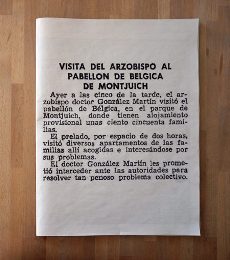 VISITA DEL ARZOBISPO AL
PABELLON DE BELGICA
DE MONTJUICH
Ayer a las cinco de la tarde, el ar-
zobispo doctor González Martín visitó el
pabellón de Bélgica, en el parque de
Montjuich, donde tienen alojamiento
provisional unas ciento cincuenta fami-
lias.
El prelado, por espacio de dos horas,
visitó diversos apartamentos de las fa-
milias allí acogidas e interesándose por
sus problemas.
El doctor González Martín les prome-
tió interceder ante las autoridades para
resolver tan penoso problema colectivo.